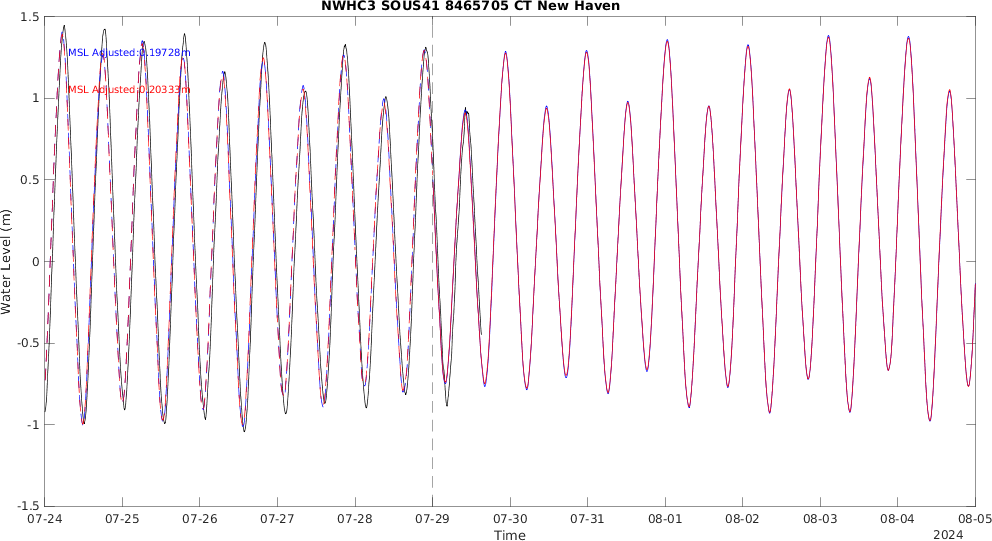 NWHC3 SOUS41 8465705 CT New Haven
1.5
MSL Adjusted:0.19728m
MSL Adjusted:0.20333m
1
0.5
0
-0.5
-1
-1.5
Water Level (m)
07-24 07-25 07-26 07-27 07-28 07-29 07-30 07-31 08-01 08-02 08-03 08-04 08-05
Time
2024